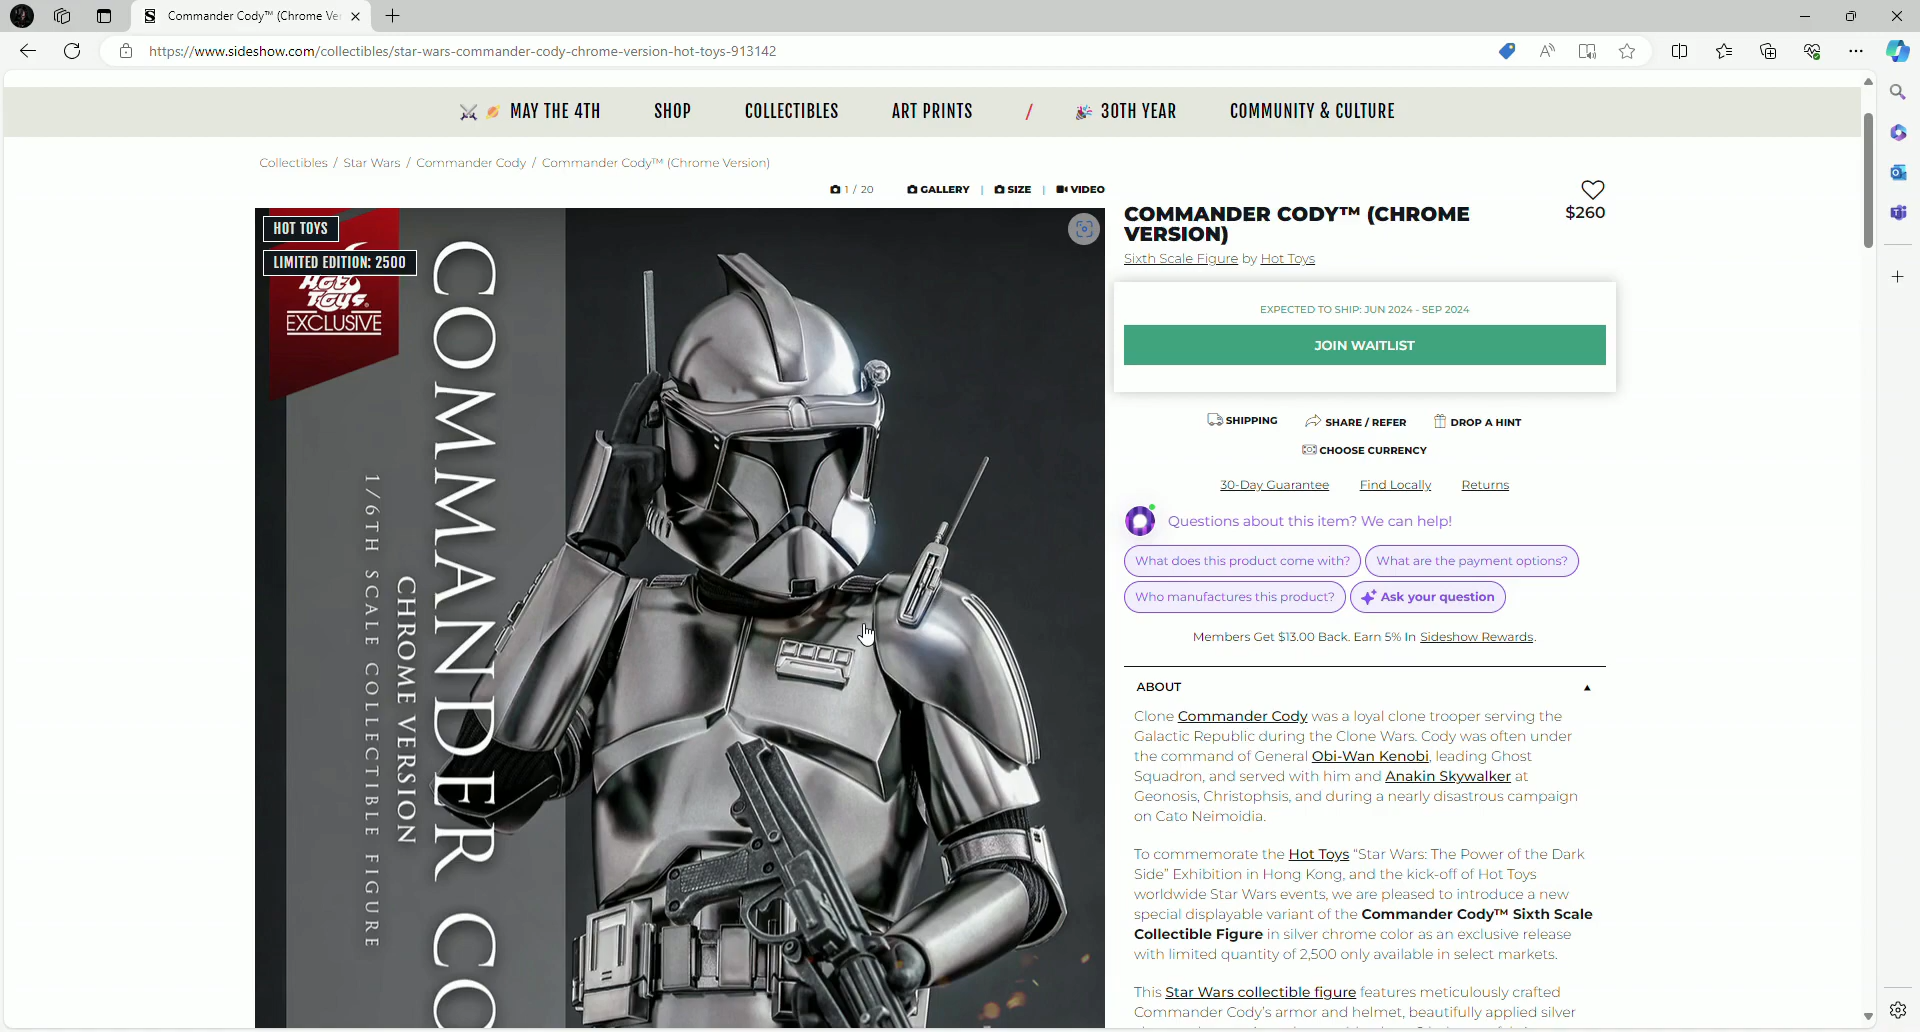 Commander Cody™ (Chrome Ve
https://www.sideshow.com/collectibles/star-wars-commander-cody-chrome-version-hot-toys-913142
MAY THE 4TH SHOP COLLECTIBLES ART PRINTS / 30TH YEAR COMMUNITY & CULTURE
Collectibles / Star Wars / Commander Cody / Commander Cody™ (Chrome Version)
1 / 20 GALLERY | SIZE | VIDEO
HOT TOYS
LIMITED EDITION: 2500
Hot Toys.
EXCLUSIVE
COMMANDER CO
CHROME VERSION
1/6TH SCALE COLLECTIBLE FIGURE
COMMANDER CODY™ (CHROME
VERSION)
$260
Sixth Scale Figure by Hot Toys
EXPECTED TO SHIP: JUN 2024 - SEP 2024
JOIN WAITLIST
SHIPPING SHARE / REFER DROP A HINT
CHOOSE CURRENCY
30-Day Guarantee Find Locally Returns
Questions about this item? We can help!
What does this product come with? What are the payment options?
Who manufactures this product? Ask your question
Members Get $13.00 Back. Earn 5% In Sideshow Rewards.
ABOUT
Clone Commander Cody was a loyal clone trooper serving the
Galactic Republic during the Clone Wars. Cody was often under
the command of General Obi-Wan Kenobi, leading Ghost
Squadron, and served with him and Anakin Skywalker at
Geonosis, Christophsis, and during a nearly disastrous campaign
on Cato Neimoidia.
To commemorate the Hot Toys "Star Wars: The Power of the Dark
Side" Exhibition in Hong Kong, and the kick-off of Hot Toys
worldwide Star Wars events, we are pleased to introduce a new
special displayable variant of the Commander Cody™ Sixth Scale
Collectible Figure in silver chrome color as an exclusive release
with limited quantity of 2,500 only available in select markets.
This Star Wars collectible figure features meticulously crafted
Commander Cody's armor and helmet, beautifully applied silver